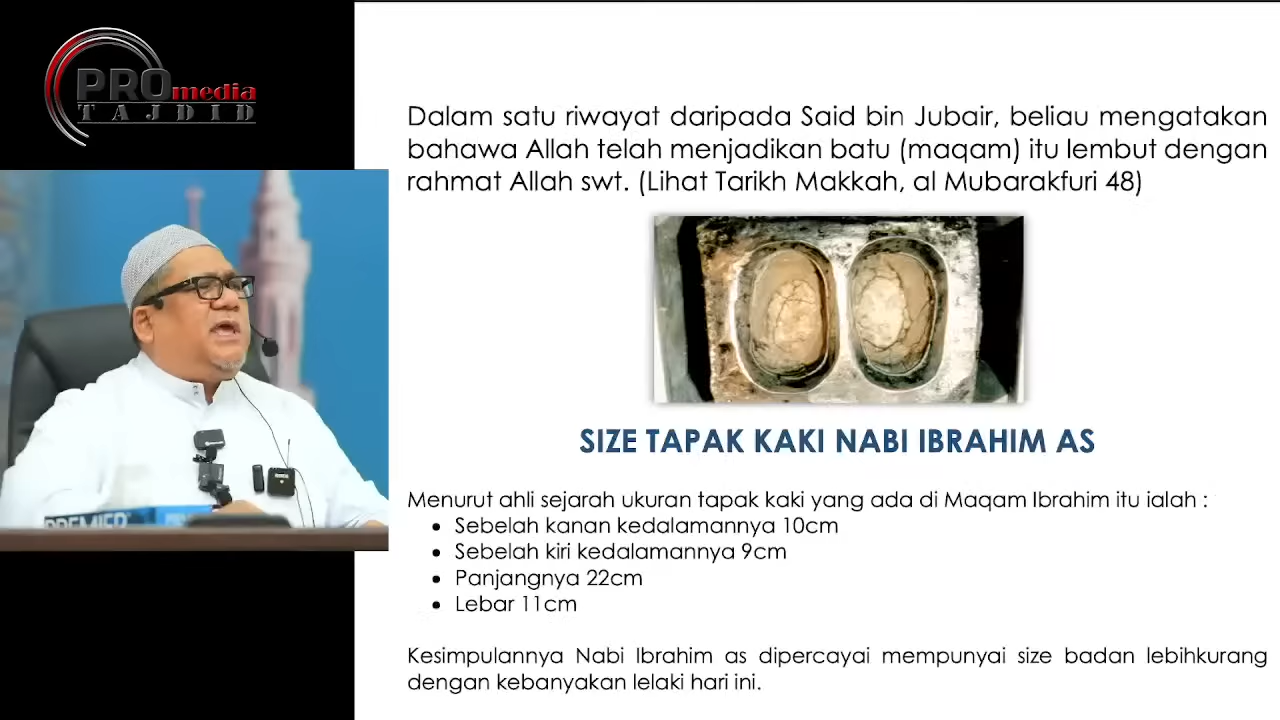 PROmedia
TAJDID
Dalam satu riwayat daripada Said bin Jubair, beliau mengatakan
bahawa Allah telah menjadikan batu (maqam) itu lembut dengan
rahmat Allah swt. (Lihat Tarikh Makkah, al Mubarakfuri 48)
SIZE TAPAK KAKI NABI IBRAHIM AS
Menurut ahli sejarah ukuran tapak kaki yang ada di Maqam Ibrahim itu ialah :
• Sebelah kanan kedalamannya 10cm
• Sebelah kiri kedalamannya 9cm
• Panjangnya 22cm
• Lebar 11cm
Kesimpulannya Nabi Ibrahim as dipercayai mempunyai size badan lebihkurang
dengan kebanyakan lelaki hari ini.
PREMIER